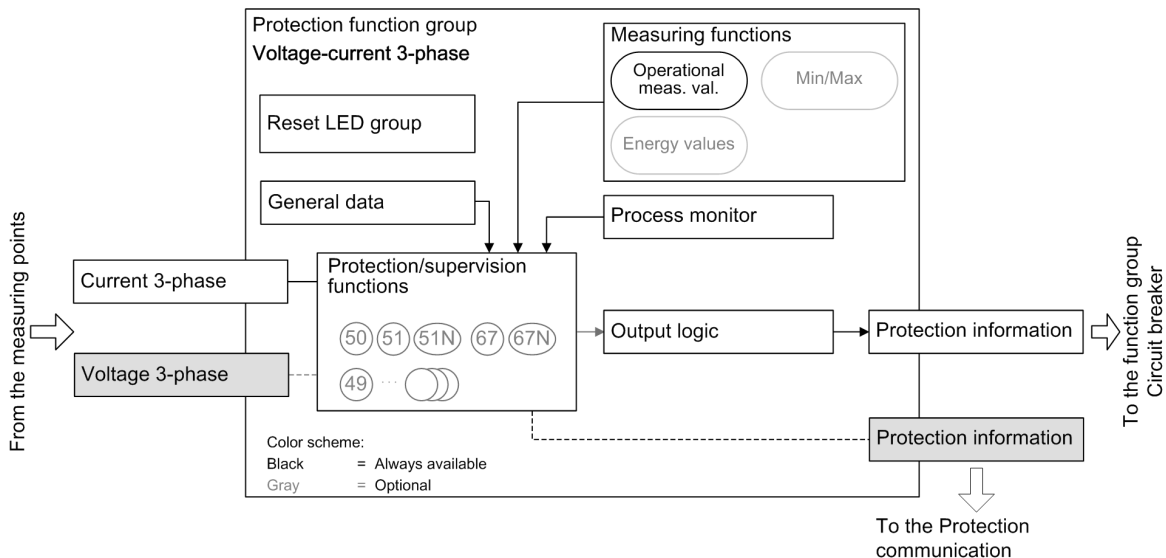 Protection function group
Voltage-current 3-phase
Measuring functions
Operational
meas. val.
Min/Max
Energy values
Reset LED group
General data
Process monitor
From the measuring points
Current 3-phase
Voltage 3-phase
Protection/supervision
functions
50 51 51N 67 67N
49 ...
Output logic
Protection information
To the function group
Circuit breaker
Protection information
To the Protection
communication
Color scheme:
Black = Always available
Gray = Optional